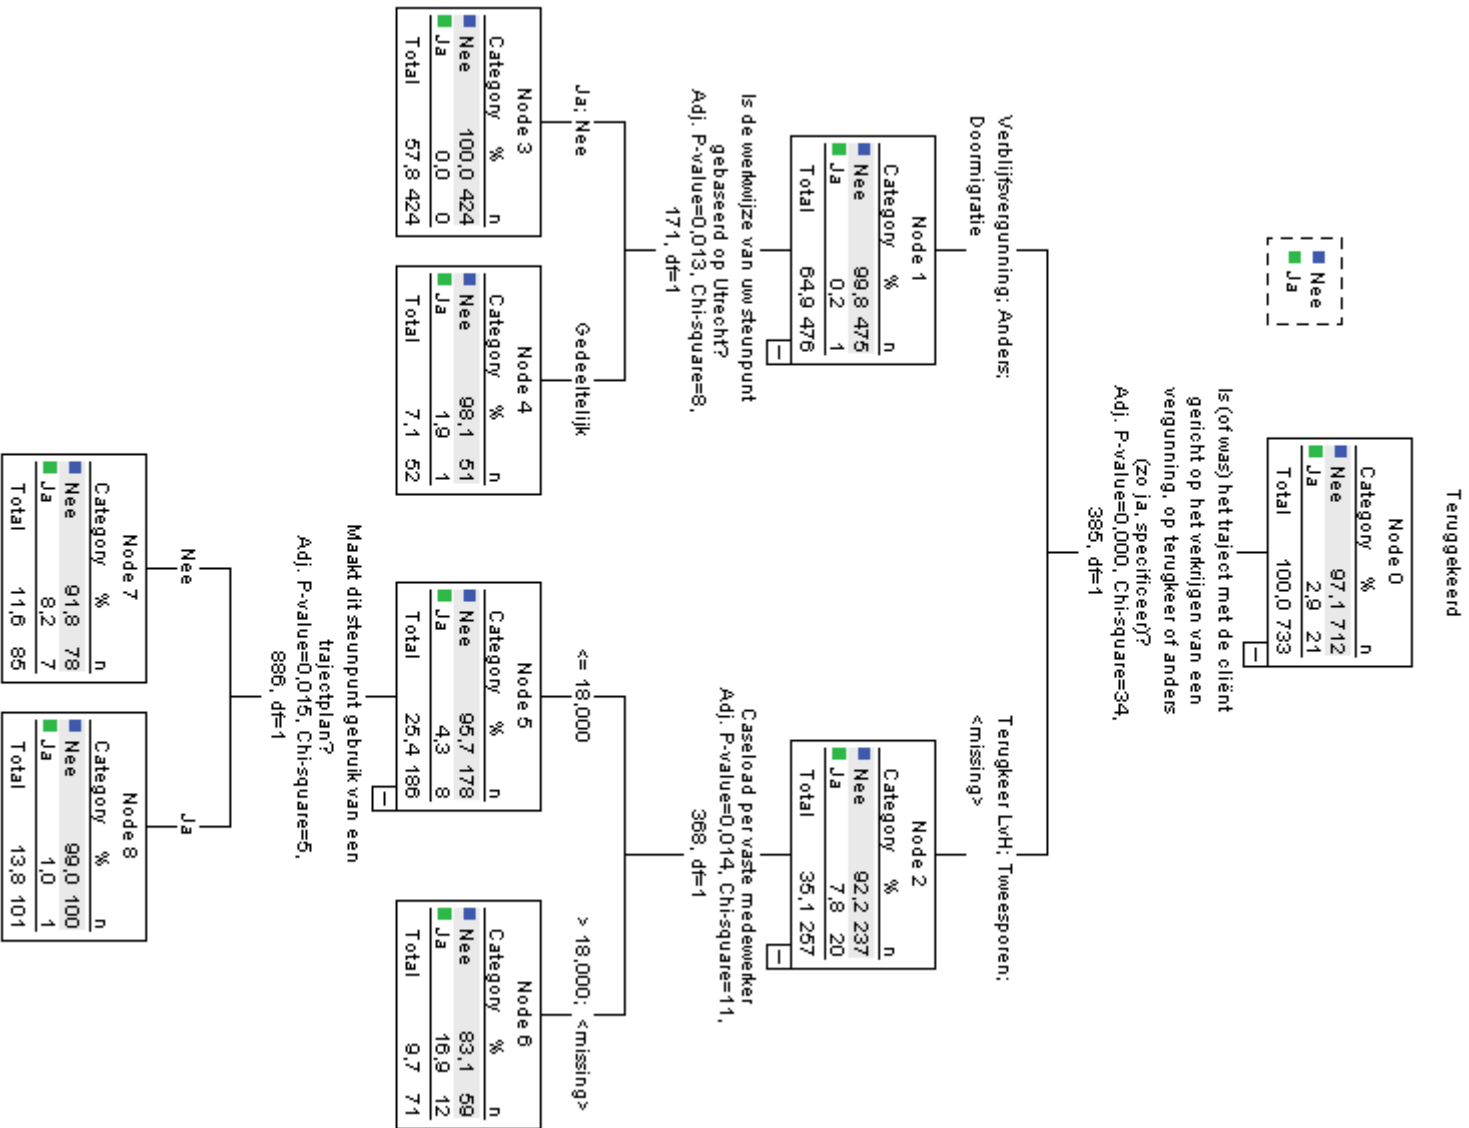 Teruggekeerd
Nee
Ja
Node 0
Category % n
Nee 97,1 712
Ja 2,9 21
Total 100,0 733
Is (of was) het traject met de cliënt
gericht op het verkrijgen van een
vergunning, op terugkeer of anders
(zo ja, specificeer)?
Adj. P-value=0,000, Chi-square=34,
385, df=1
Verblijfsvergunning; Anders;
Doormigratie
Terugkeer LvH; Tweesporen;
<missing>
Node 1
Category % n
Nee 99,8 475
Ja 0,2 1
Total 64,9 476
Node 2
Category % n
Nee 92,2 237
Ja 7,8 20
Total 35,1 257
Is de werkwijze van uw steunpunt
gebaseerd op Utrecht?
Adj. P-value=0,013, Chi-square=8,
171, df=1
Caseload per vaste medewerker
Adj. P-value=0,014, Chi-square=11,
368, df=1
Ja; Nee
Gedeeltelijk
<= 18,000
> 18,000; <missing>
Node 3
Category % n
Nee 100,0 424
Ja 0,0 0
Total 57,8 424
Node 4
Category % n
Nee 98,1 51
Ja 1,9 1
Total 7,1 52
Node 5
Category % n
Nee 95,7 178
Ja 4,3 8
Total 25,4 186
Node 6
Category % n
Nee 83,1 59
Ja 16,9 12
Total 9,7 71
Maakt dit steunpunt gebruik van een
trajectplan?
Adj. P-value=0,015, Chi-square=5,
886, df=1
Nee
Ja
Node 7
Category % n
Nee 91,8 78
Ja 8,2 7
Total 11,6 85
Node 8
Category % n
Nee 99,0 100
Ja 1,0 1
Total 13,8 101